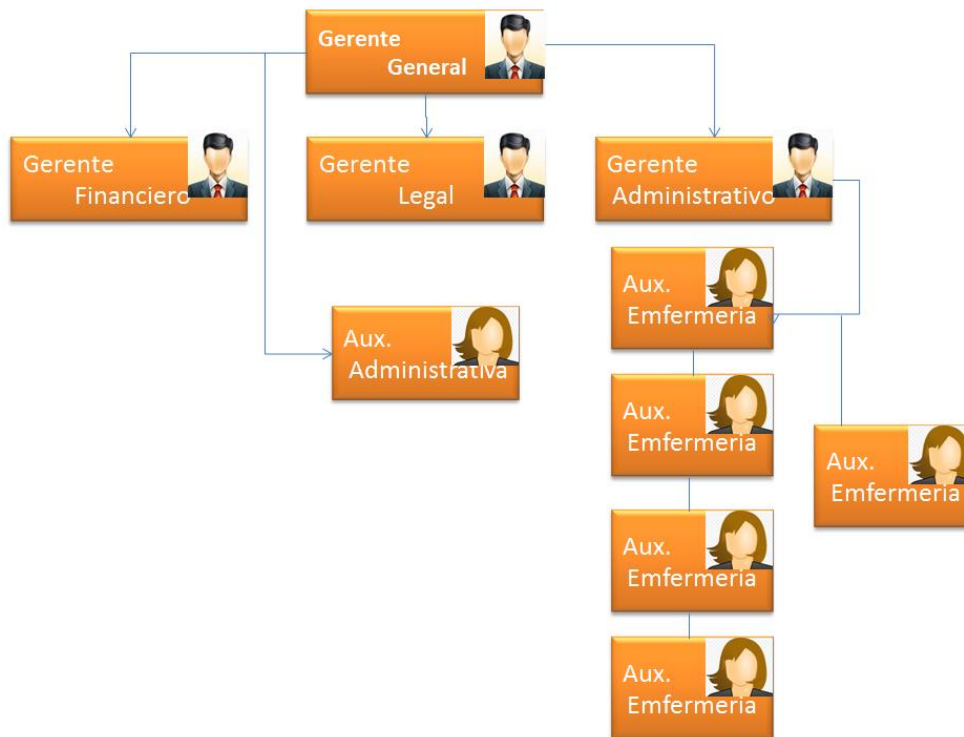 Gerente
General
Gerente
Financiero
Gerente
Legal
Gerente
Administrativo
Aux.
Administrativa
Aux.
Emfermeria
Aux.
Emfermeria
Aux.
Emfermeria
Aux.
Emfermeria
Aux.
Emfermeria